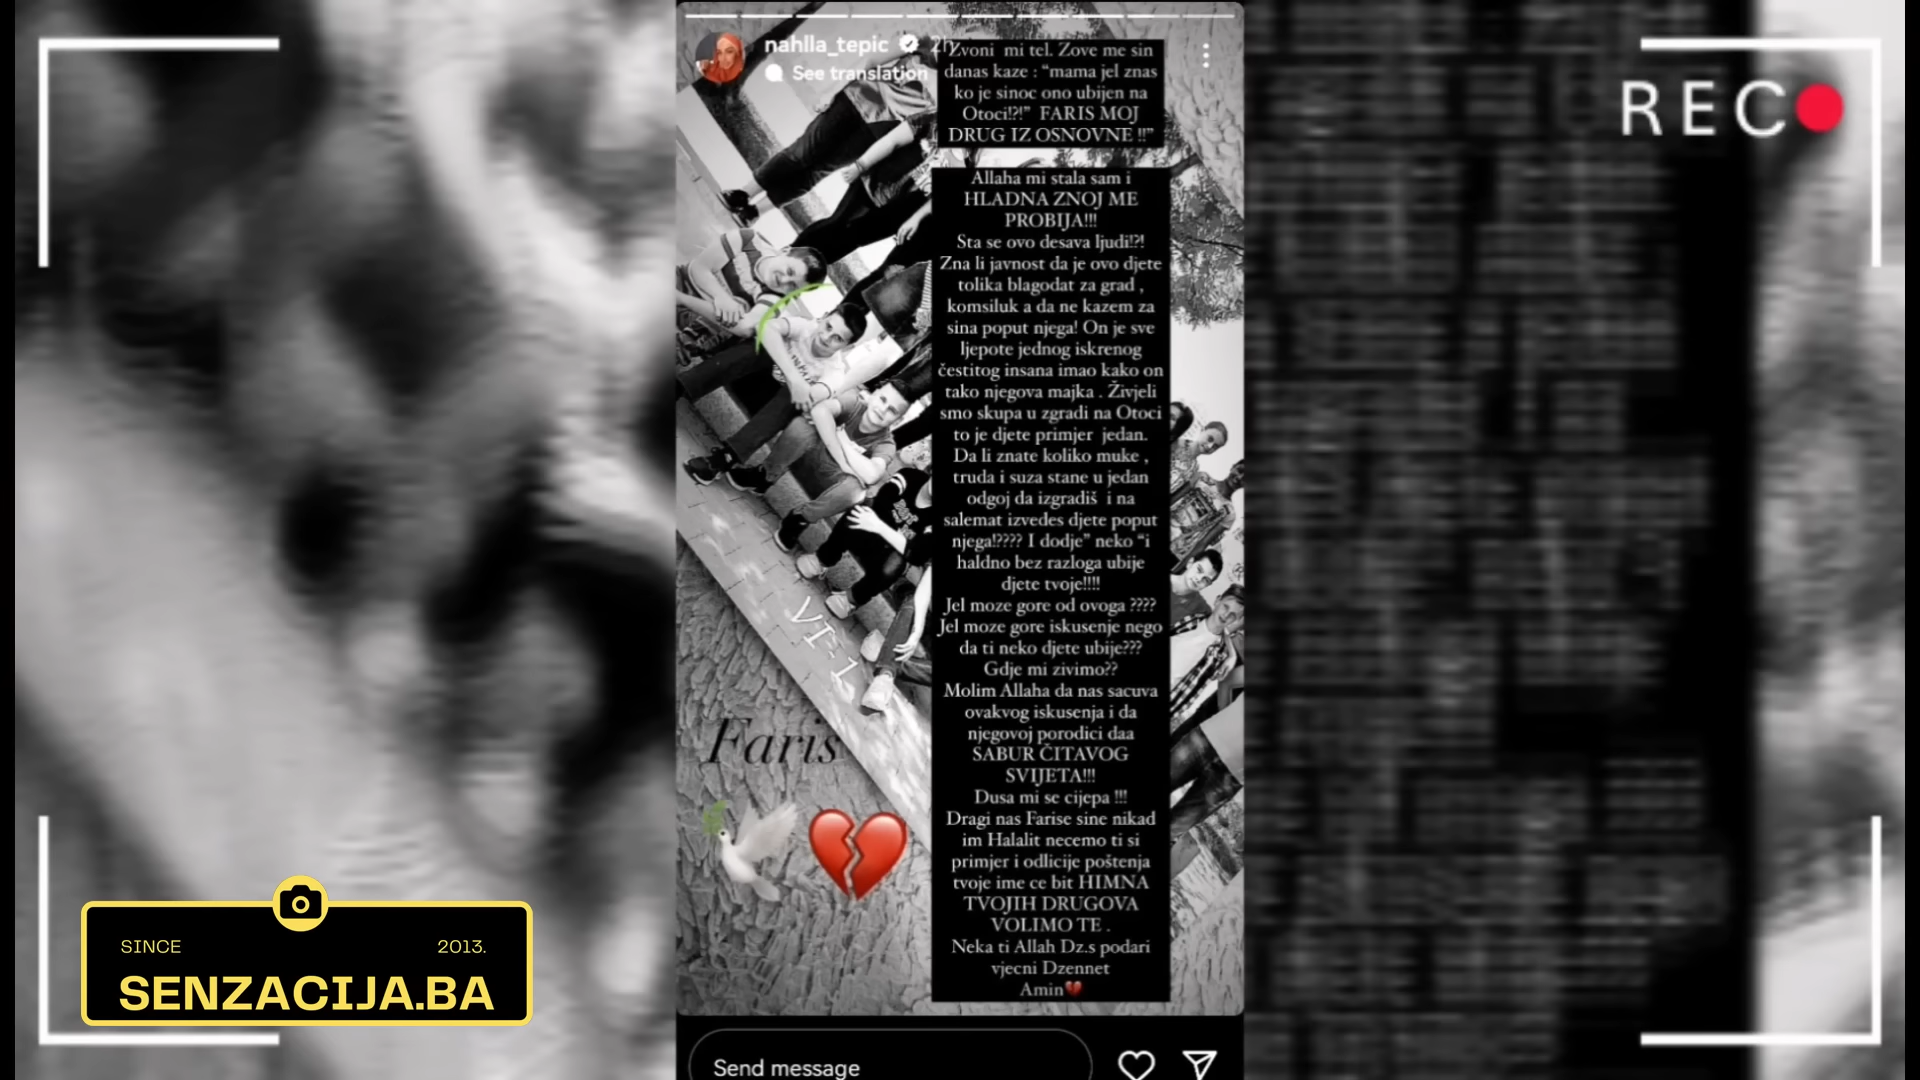 nahlla_tepic
See translation
Zvoni mi tel. Zove me sin
danas kaze : “mama jel znas
ko je sinoc ono ubijen na
Otoci!?!” FARIS MOJ
DRUG IZ OSNOVNE !!”
Allaha mi stala sam i
HLADNA ZNOJ ME
PROBIJA!!!
Sta se ovo desava ljudi!?!
Zna li javnost da je ovo djete
tolika blagodat za grad ,
komsiluk a da ne kazem za
sina poput njega! On je sve
ljepote jednog iskrenog
čestitog insana imao kako on
tako njegova majka . Živjeli
smo skupa u zgradi na Otoci
to je djete primjer jedan.
Da li znate koliko muke ,
truda i suza stane u jedan
odgoj da izgradiš i na
salemat izvedes djete poput
njega!???? I dodje” neko “i
haldno bez razloga ubije
djete tvoje!!!!
Jel moze gore od ovoga ????
Jel moze gore iskusenje nego
da ti neko djete ubije???
Gdje mi zivimo??
Molim Allaha da nas sacuva
ovakvog iskusenja i da
njegovoj porodici daa
SABUR ČITAVOG
SVIJETA!!!
Dusa mi se cijepa !!!
Dragi nas Farise sine nikad
im Halalit necemo ti si
primjer i odlicije poštenja
tvoje ime ce bit HIMNA
TVOJIH DRUGOVA
VOLIMO TE .
Neka ti Allah Dz.s podari
vjecni Dzennet
Amin💔
VI-1
Faris
Send message
REC
SINCE 2013.
SENZACIJA.BA